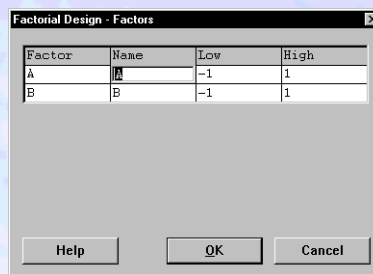 Factorial Design - Factors
Factor Name Low High
A A -1 1
B B -1 1
Help OK Cancel